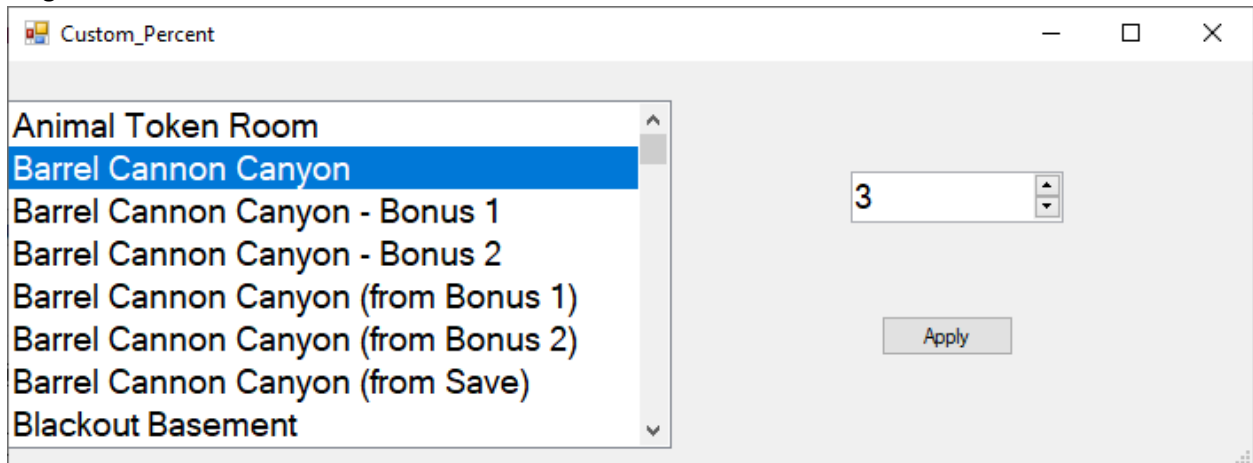 Custom_Percent
Animal Token Room
Barrel Cannon Canyon
Barrel Cannon Canyon - Bonus 1
Barrel Cannon Canyon - Bonus 2
Barrel Cannon Canyon (from Bonus 1)
Barrel Cannon Canyon (from Bonus 2)
Barrel Cannon Canyon (from Save)
Blackout Basement
3
Apply